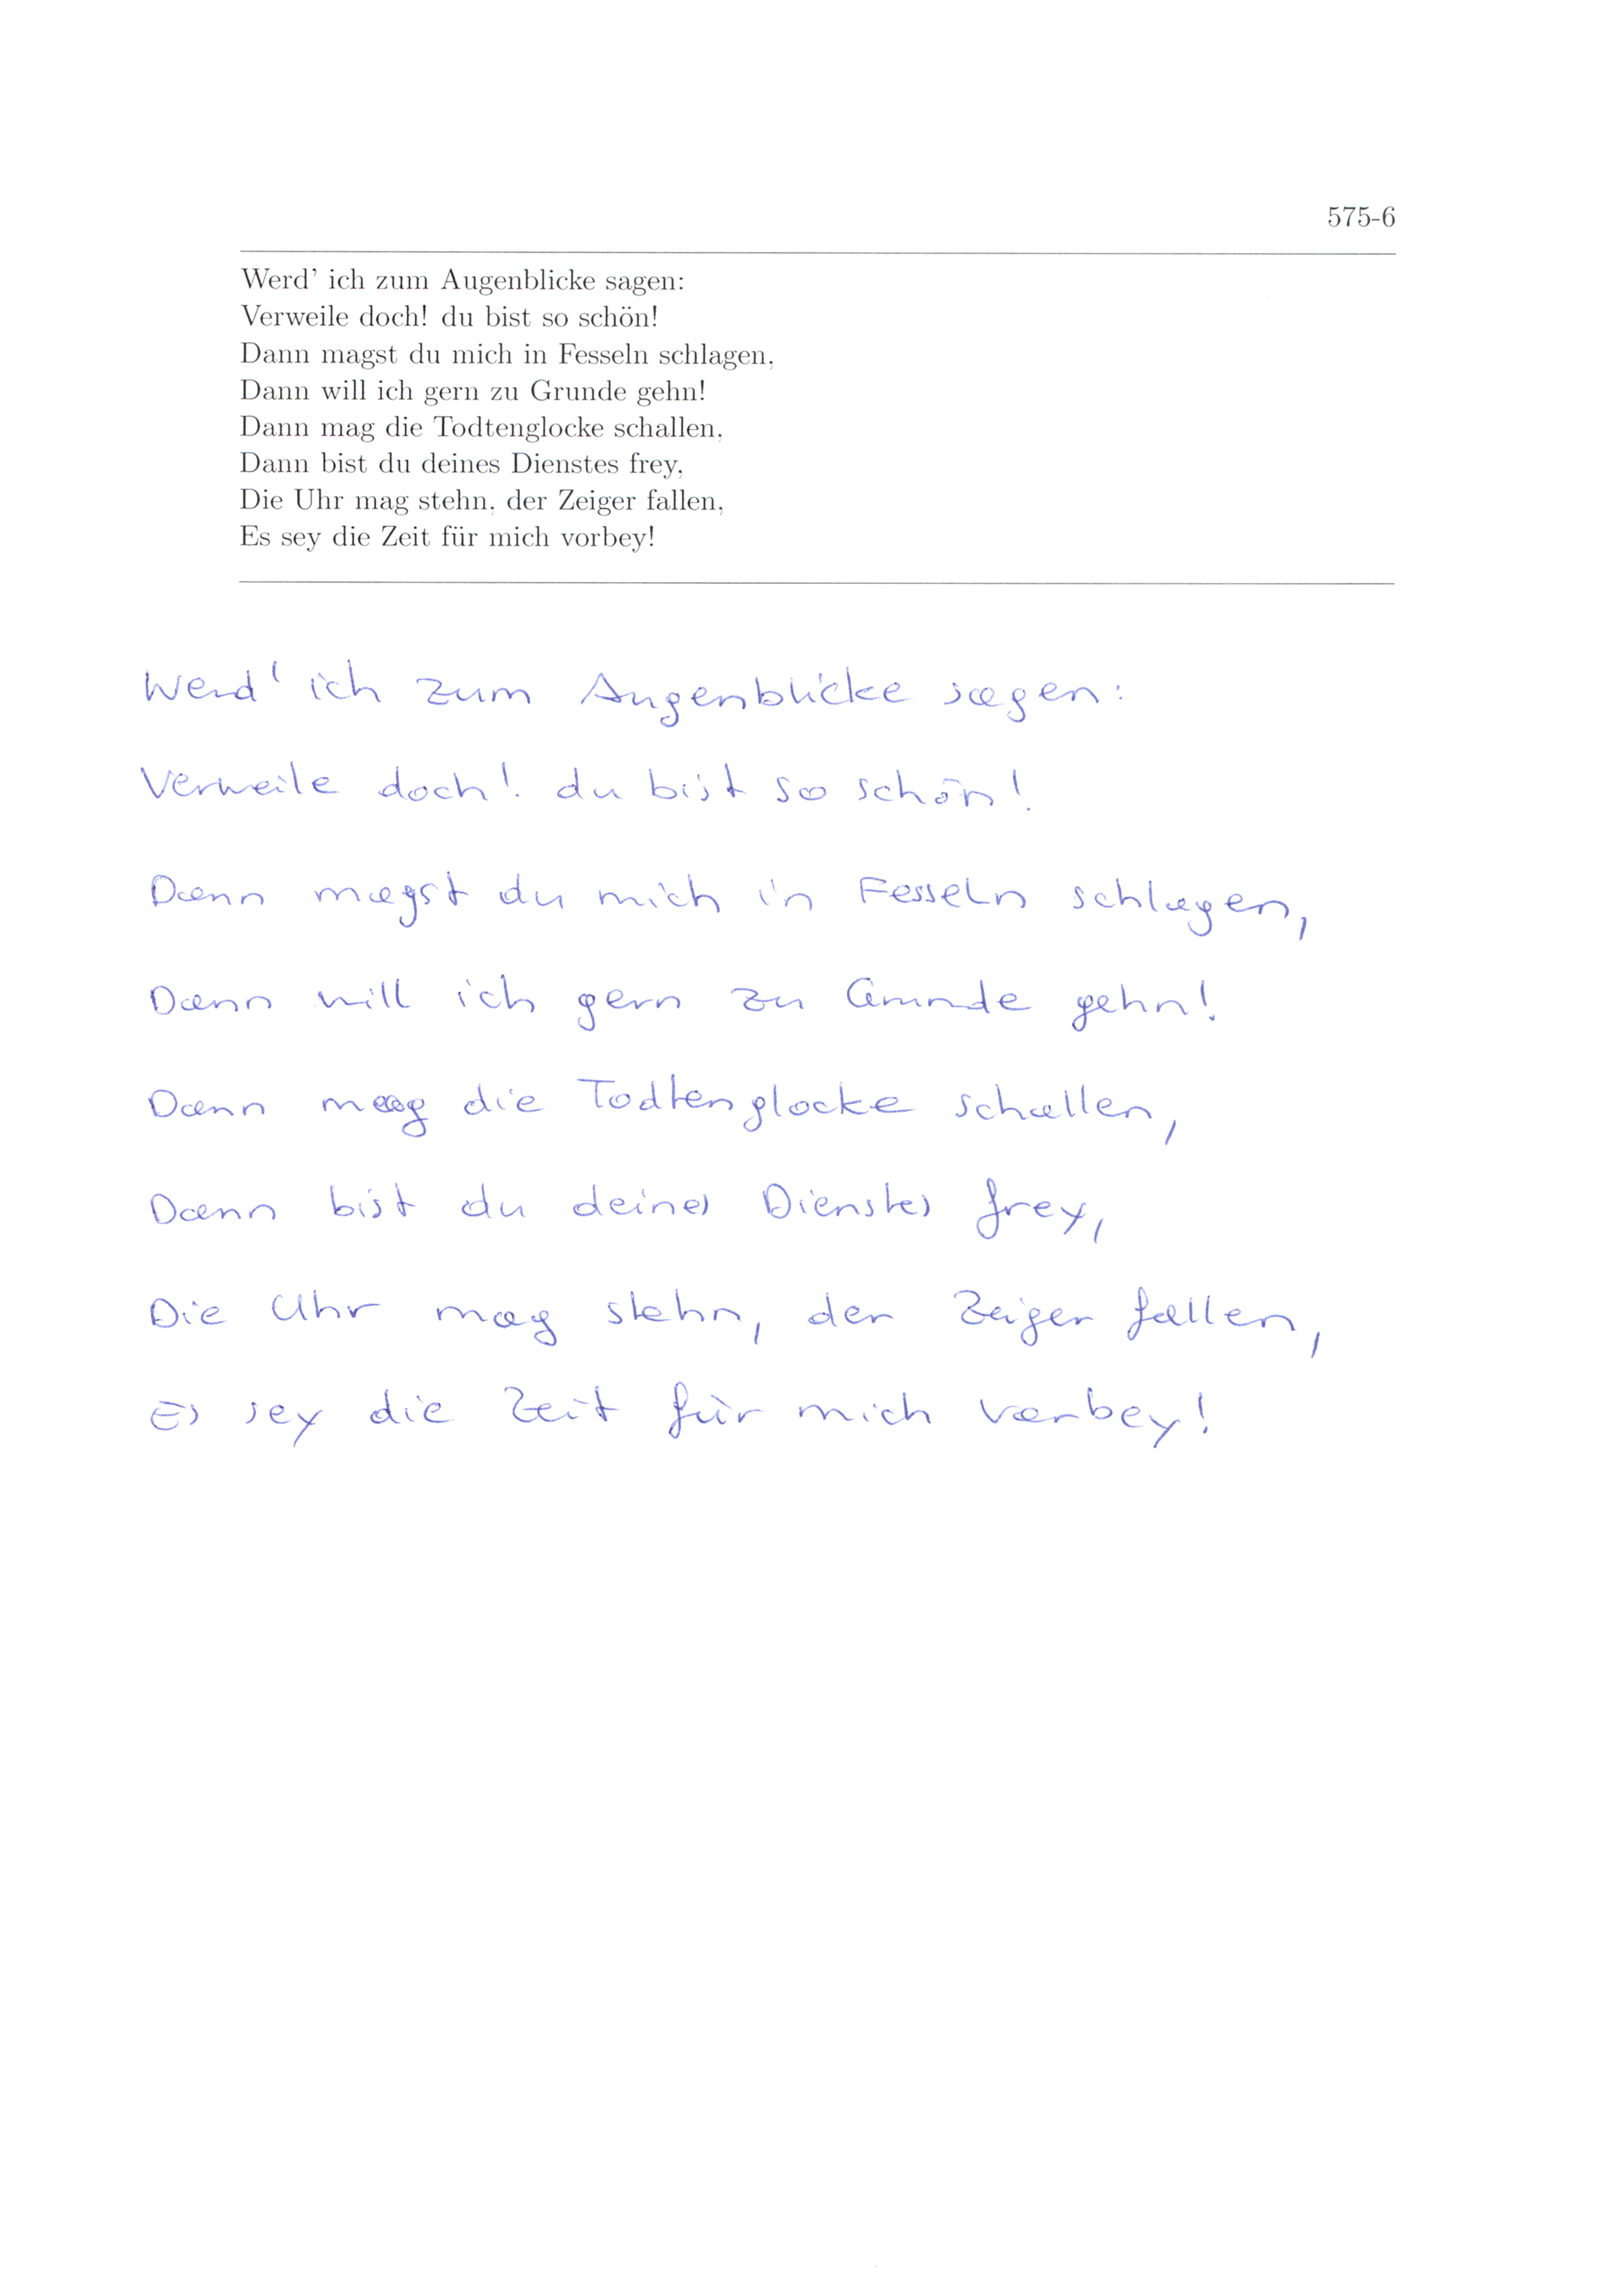 575-6
Werd' ich zum Augenblicke sagen:
Verweile doch! du bist so schön!
Dann magst du mich in Fesseln schlagen,
Dann will ich gern zu Grunde gehn!
Dann mag die Todtenglocke schallen,
Dann bist du deines Dienstes frey,
Die Uhr mag stehn, der Zeiger fallen,
Es sey die Zeit für mich vorbey!
Werd' ich zum Augenblicke sagen:
Verweile doch! du bist so schön!
Dann magst du mich in Fesseln schlagen,
Dann will ich gern zu Grunde gehn!
Dann mag die Todtenglocke schallen,
Dann bist du deines Dienstes frey,
Die Uhr mag stehn, der Zeiger fallen,
Es sey die Zeit für mich vorbey!